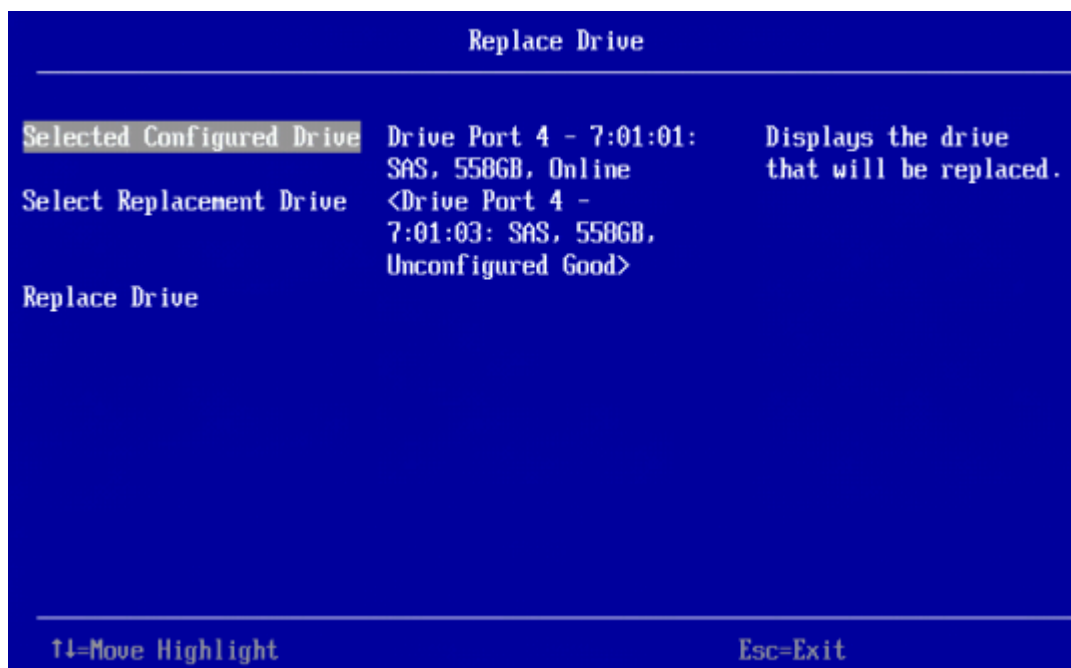 Replace Drive
Selected Configured Drive Drive Port 4 - 7:01:01: Displays the drive
SAS, 558GB, Online that will be replaced.
Select Replacement Drive <Drive Port 4 -
7:01:03: SAS, 558GB,
Unconfigured Good>
Replace Drive
↑↓=Move Highlight Esc=Exit